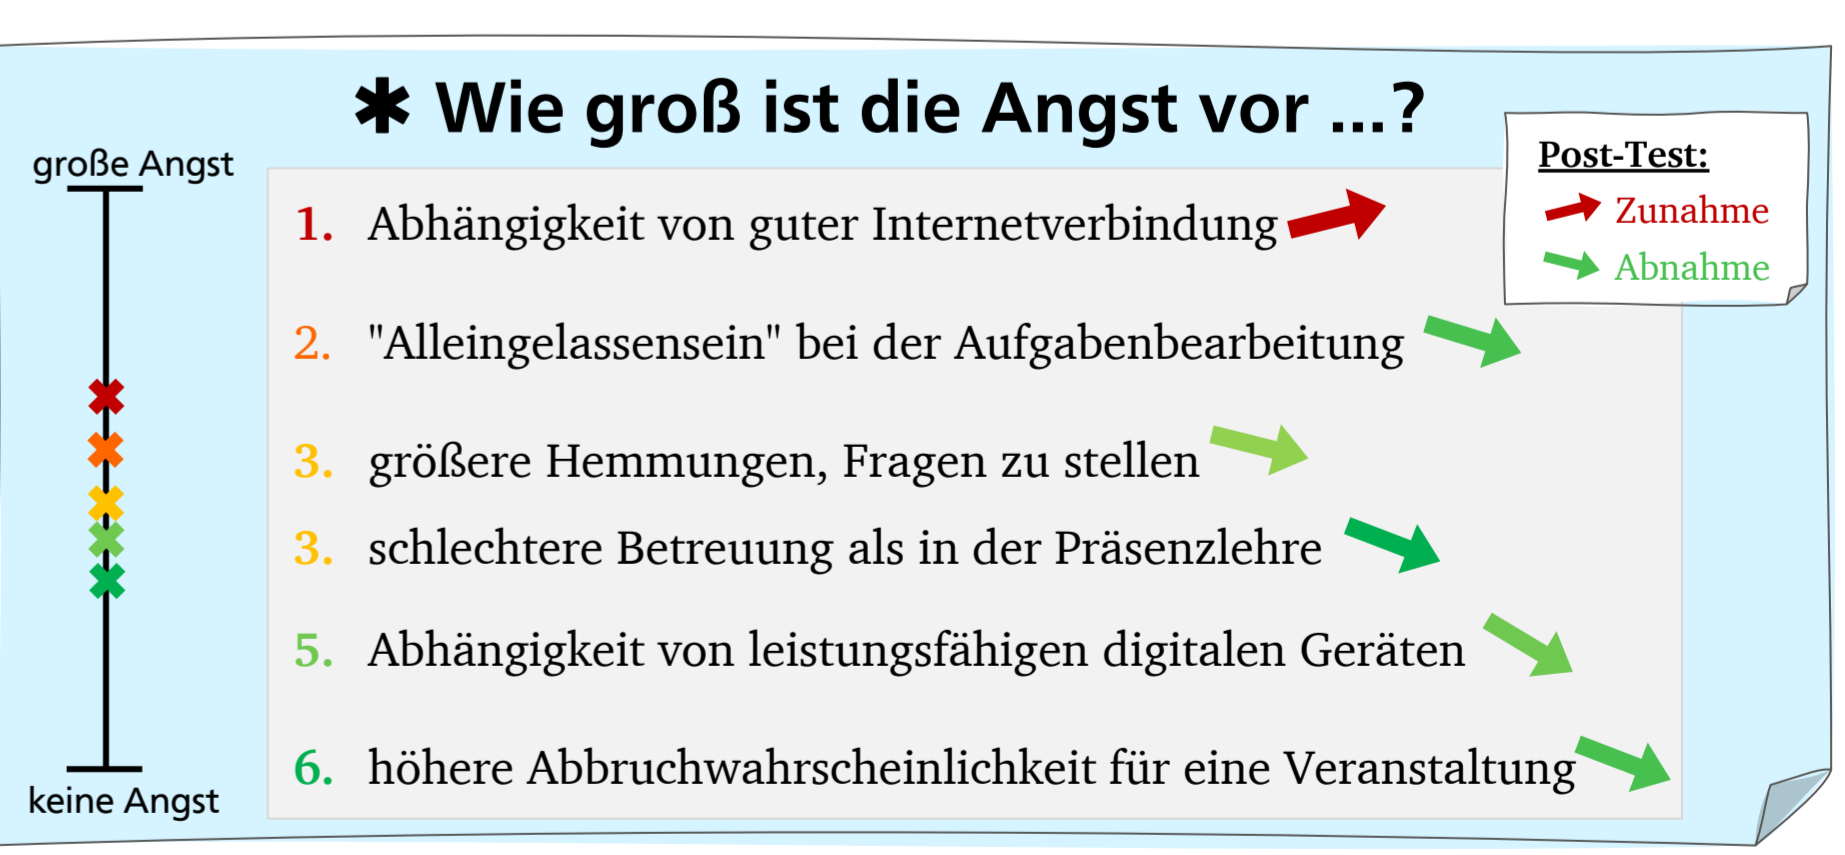 ✱ Wie groß ist die Angst vor ...?
große Angst
keine Angst
Post-Test:
Zunahme
Abnahme
1. Abhängigkeit von guter Internetverbindung
2. "Alleingelassensein" bei der Aufgabenbearbeitung
3. größere Hemmungen, Fragen zu stellen
3. schlechtere Betreuung als in der Präsenzlehre
5. Abhängigkeit von leistungsfähigen digitalen Geräten
6. höhere Abbruchwahrscheinlichkeit für eine Veranstaltung